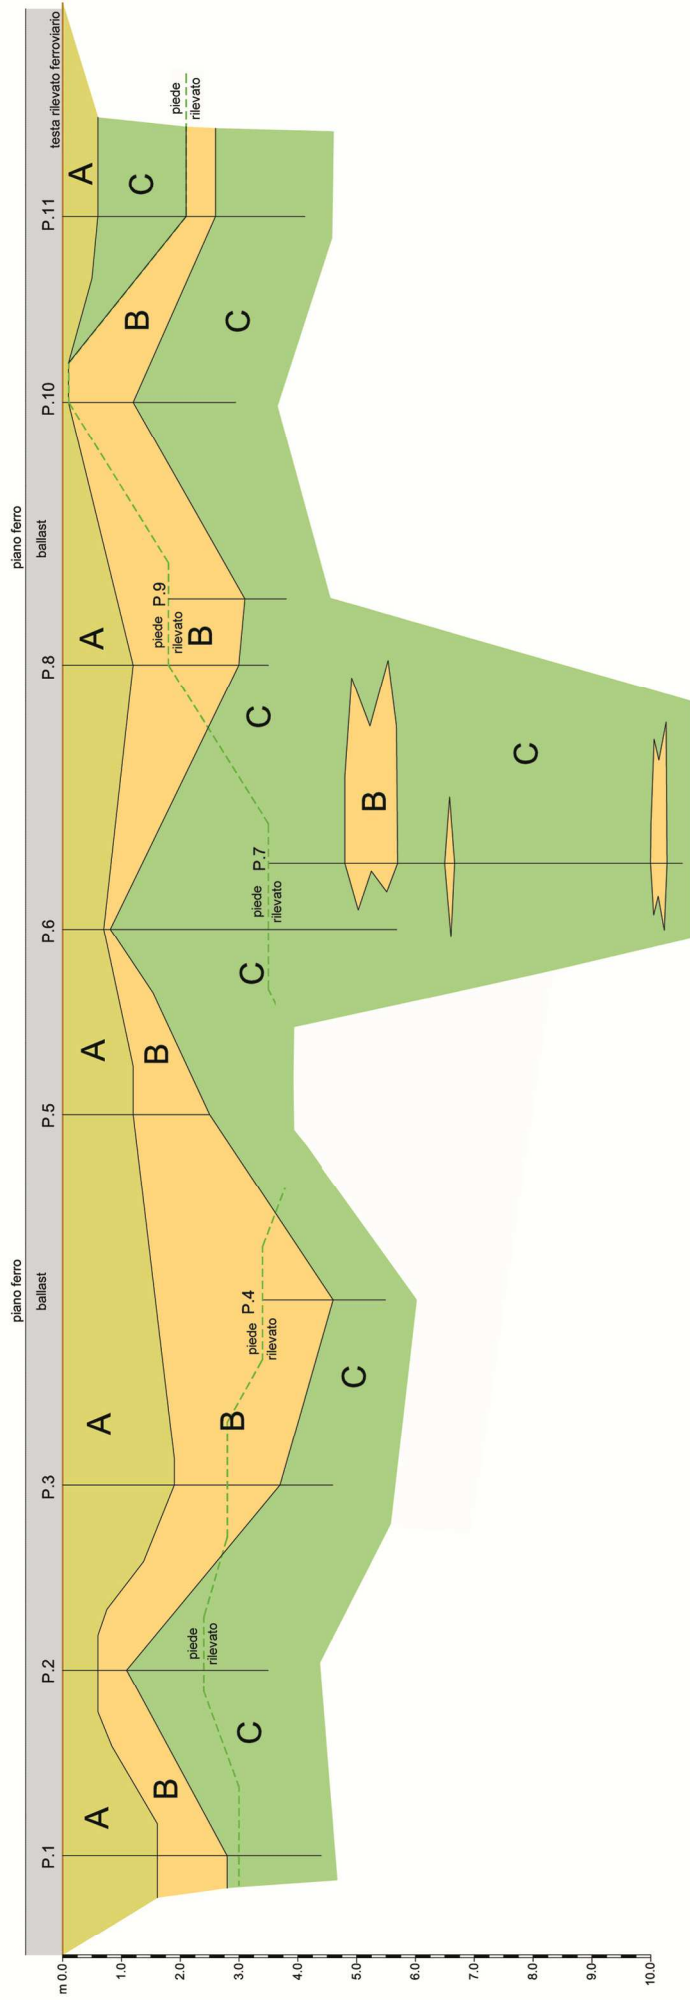 piano ferro
piano ferro
ballast
ballast
testa rilevato ferroviario
P.1
P.2
P.3
P.5
P.6
P.8
P.10
P.11
A
A
A
A
A
B
B
B
B
B
B
C
C
C
C
C
C
C
P.4
P.7
P.9
piede
rilevato
piede
rilevato
piede
rilevato
piede
rilevato
piede
rilevato
m 0.0
1.0
2.0
3.0
4.0
5.0
6.0
7.0
8.0
9.0
10.0